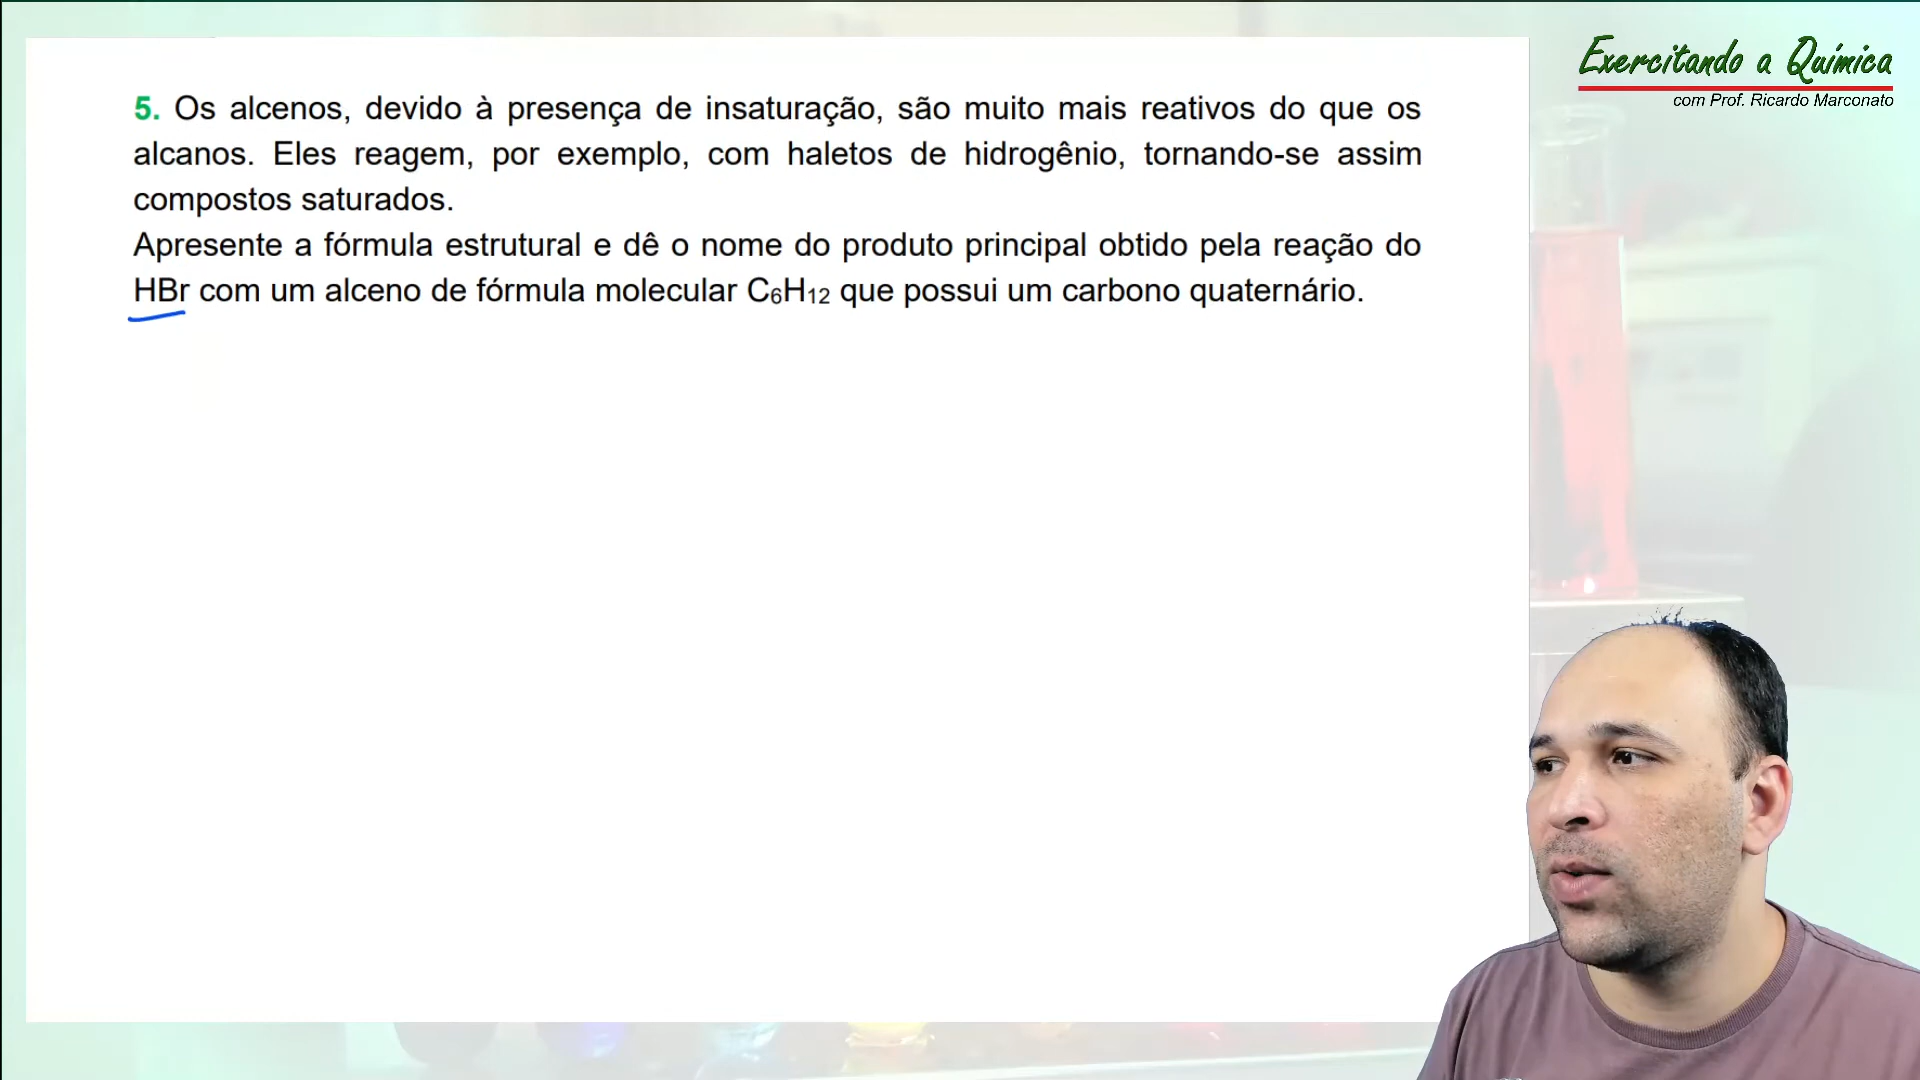 Exercitando a Química
com Prof. Ricardo Marconato
5. Os alcenos, devido à presença de insaturação, são muito mais reativos do que os
alcanos. Eles reagem, por exemplo, com haletos de hidrogênio, tornando-se assim
compostos saturados.
Apresente a fórmula estrutural e dê o nome do produto principal obtido pela reação do
HBr com um alceno de fórmula molecular C₆H₁₂ que possui um carbono quaternário.